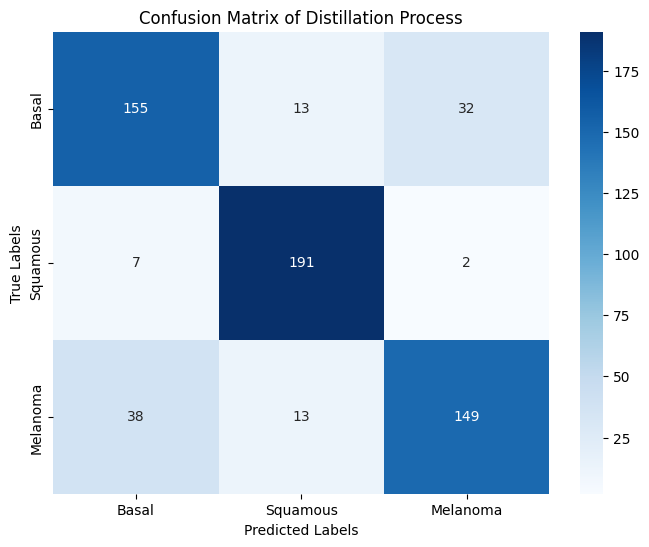 Confusion Matrix of Distillation Process
True Labels
Basal
155 13 32
Squamous
7 191 2
Melanoma
38 13 149
Basal Squamous Melanoma
Predicted Labels
175
150
125
100
75
50
25